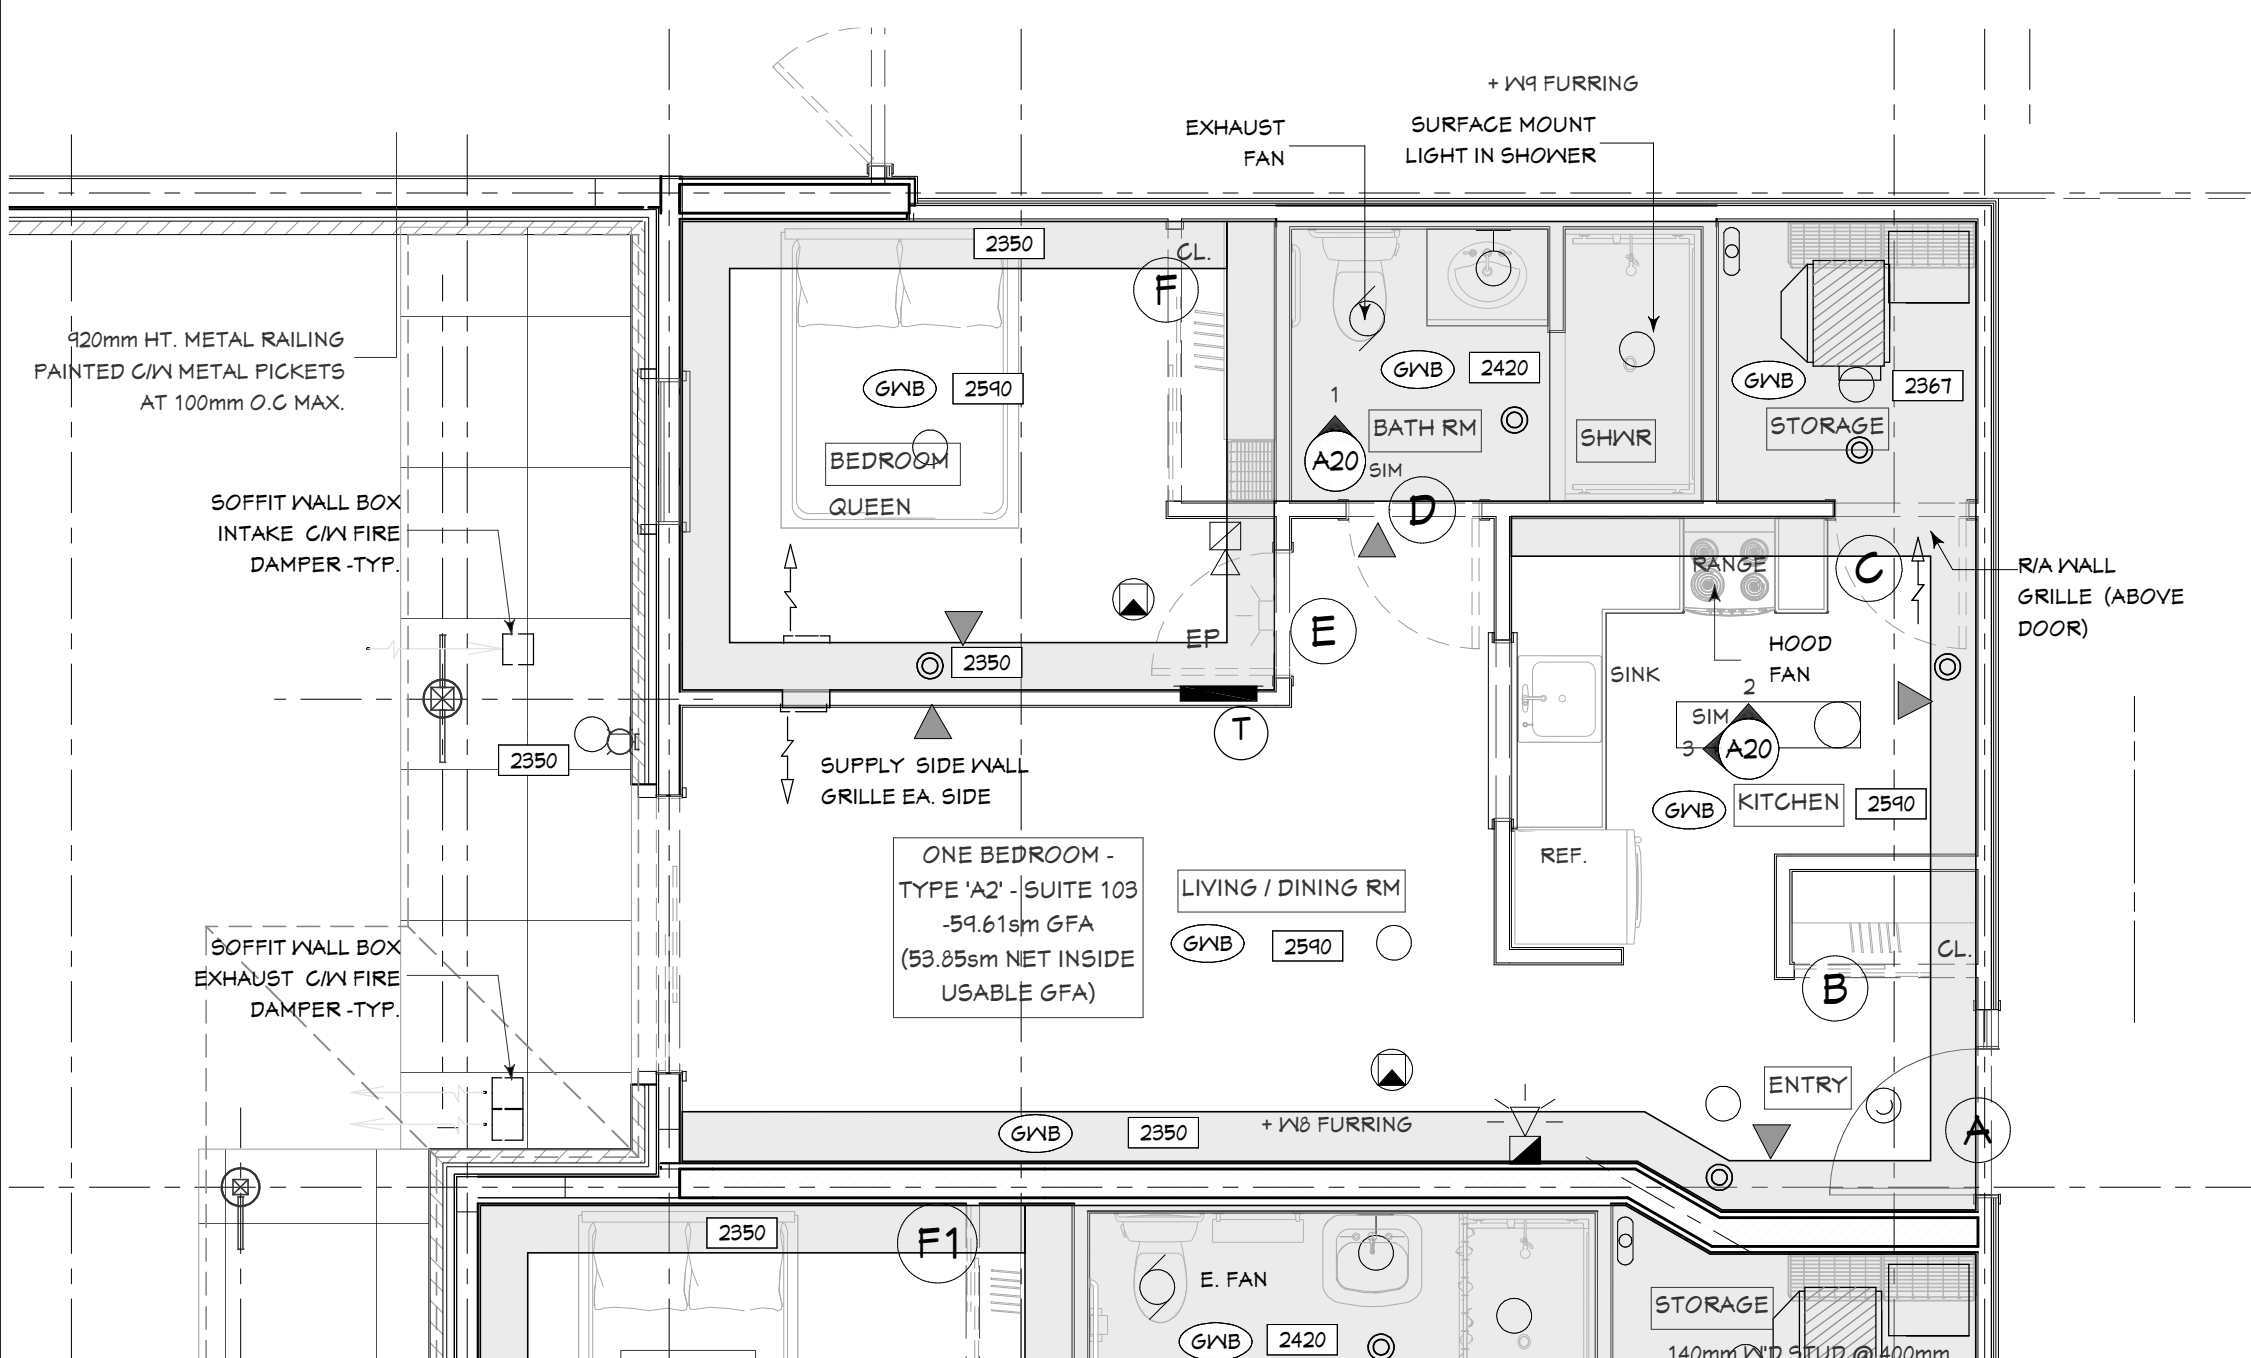 + W9 FURRING
EXHAUST
FAN
SURFACE MOUNT
LIGHT IN SHOWER
2350
CL.
F
920mm HT. METAL RAILING
PAINTED C/W METAL PICKETS
AT 100mm O.C MAX.
GWB
2590
BEDROOM
QUEEN
GWB
2420
1
BATH RM
A20
SIM
SHWR
D
GWB
2367
STORAGE
SOFFIT WALL BOX
INTAKE C/W FIRE
DAMPER -TYP.
RANGE
C
R/A WALL
GRILLE (ABOVE
DOOR)
EP
E
2350
HOOD
FAN
SINK
2
SIM
3
A20
T
2350
SUPPLY SIDE WALL
GRILLE EA. SIDE
GWB
KITCHEN
2590
REF.
ONE BEDROOM -
TYPE 'A2' - SUITE 103
-59.61sm GFA
(53.85sm NET INSIDE
USABLE GFA)
LIVING / DINING RM
GWB
2590
CL.
B
SOFFIT WALL BOX
EXHAUST C/W FIRE
DAMPER -TYP.
ENTRY
A
GWB
2350
+ W8 FURRING
2350
F1
E. FAN
GWB
2420
STORAGE
140mm W'D STUD @ 400mm